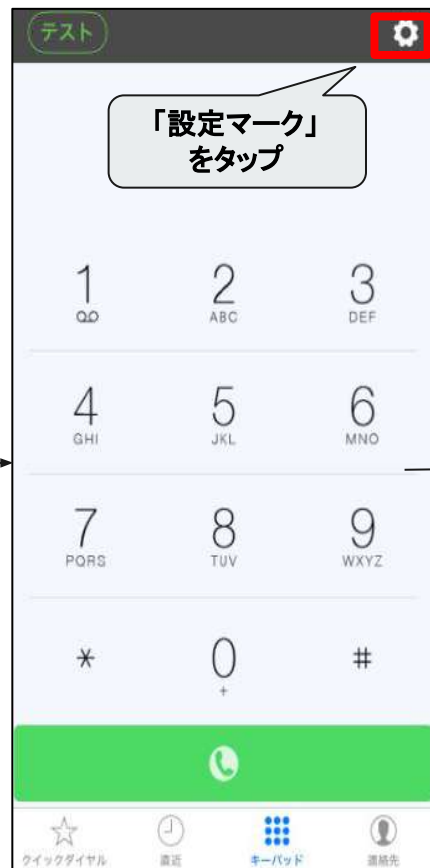 テスト
「設定マーク」
をタップ
1 2 3
ABC DEF
4 5 6
GHI JKL MNO
7 8 9
PQRS TUV WXYZ
* 0 #
+
クイックダイヤル 直近 キーパッド 連絡先